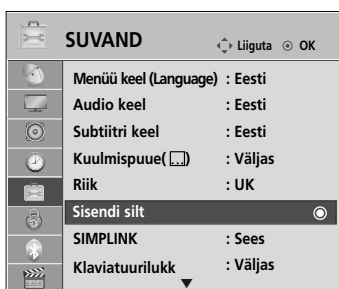 SUVAND Liiguta OK
Menüü keel (Language) : Eesti
Audio keel : Eesti
Subtiitri keel : Eesti
Kuulmispuue( ) : Väljas
Riik : UK
Sisendi silt
SIMPLINK : Sees
Klaviatuurilukk : Väljas